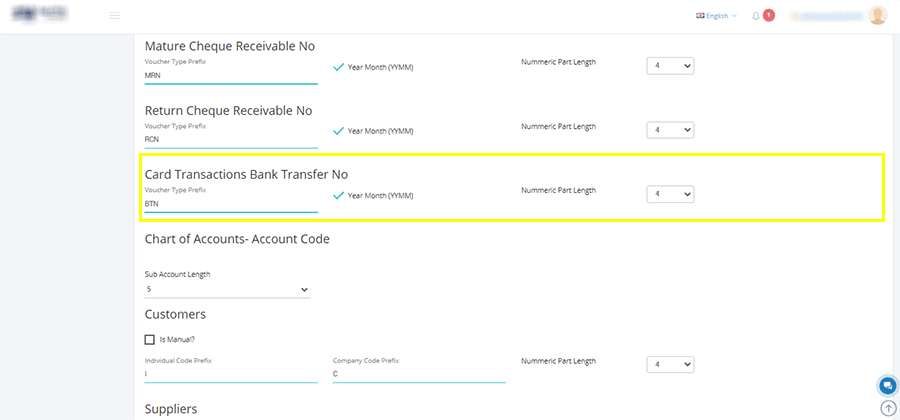 English
1
Mature Cheque Receivable No
Voucher Type Prefix
MRN
Year Month (YYMM)
Nummeric Part Length
4
Return Cheque Receivable No
Voucher Type Prefix
RCN
Year Month (YYMM)
Nummeric Part Length
4
Card Transactions Bank Transfer No
Voucher Type Prefix
BTN
Year Month (YYMM)
Nummeric Part Length
4
Chart of Accounts- Account Code
Sub Account Length
5
Customers
Is Manual?
Individual Code Prefix
I
Company Code Prefix
C
Nummeric Part Length
4
Suppliers